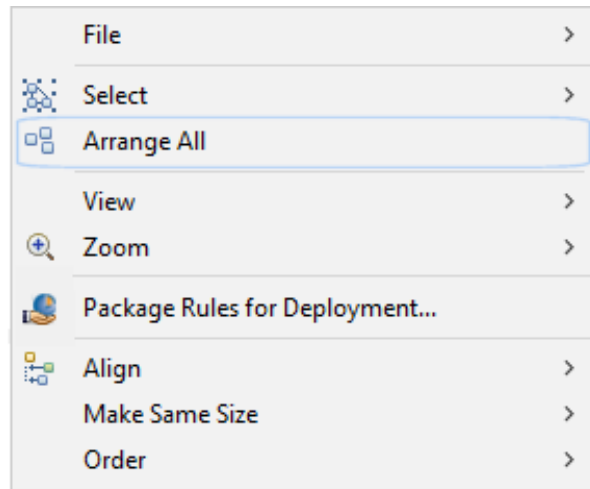 File
Select
Arrange All
View
Zoom
Package Rules for Deployment...
Align
Make Same Size
Order